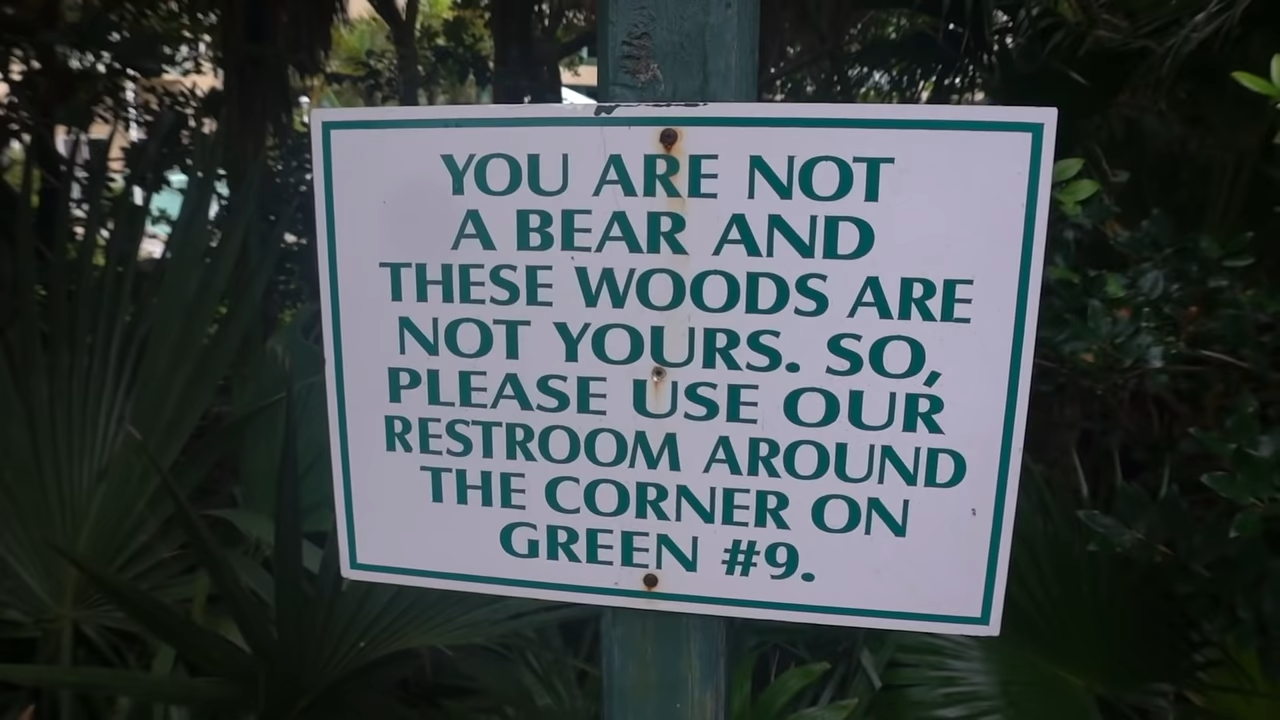 YOU ARE NOT
A BEAR AND
THESE WOODS ARE
NOT YOURS. SO,
PLEASE USE OUR
RESTROOM AROUND
THE CORNER ON
GREEN #9.